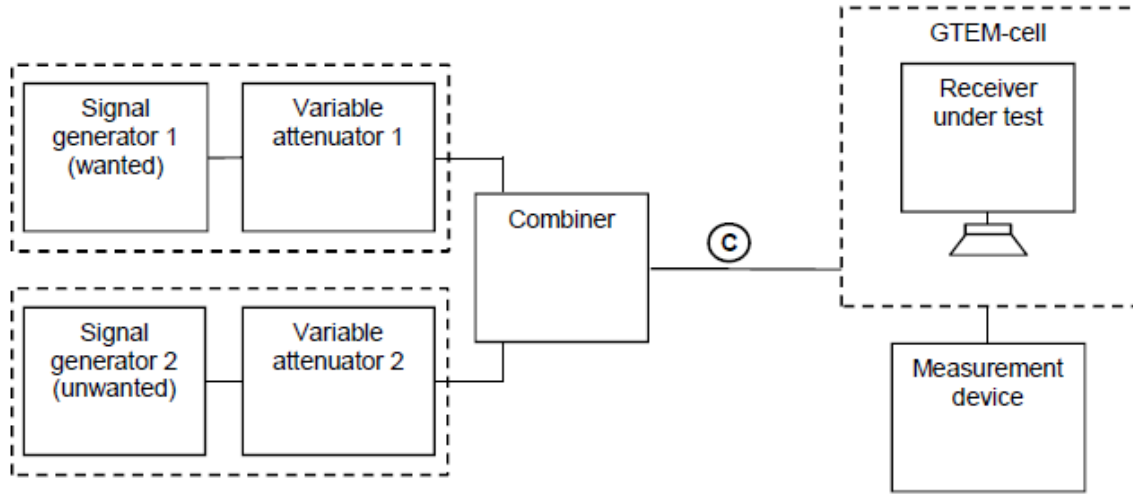 GTEM-cell
Signal
generator 1
(wanted)
Variable
attenuator 1
Receiver
under test
Combiner
C
Signal
generator 2
(unwanted)
Variable
attenuator 2
Measurement
device